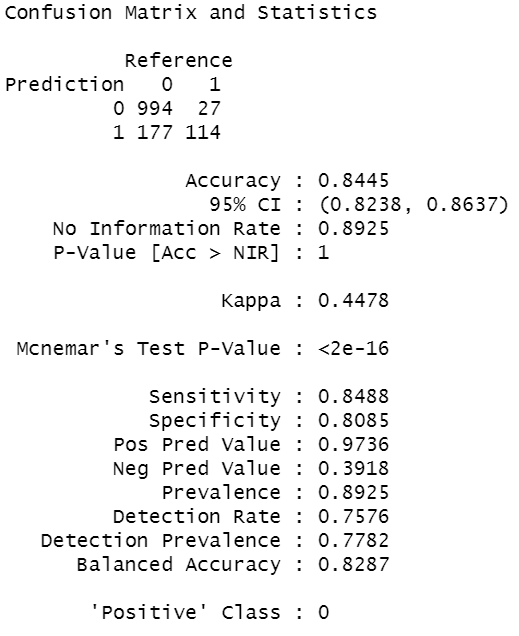 Confusion Matrix and Statistics
Reference
Prediction 0 1
0 994 27
1 177 114
Accuracy : 0.8445
95% CI : (0.8238, 0.8637)
No Information Rate : 0.8925
P-Value [Acc > NIR] : 1
Kappa : 0.4478
Mcnemar's Test P-Value : <2e-16
Sensitivity : 0.8488
Specificity : 0.8085
Pos Pred Value : 0.9736
Neg Pred Value : 0.3918
Prevalence : 0.8925
Detection Rate : 0.7576
Detection Prevalence : 0.7782
Balanced Accuracy : 0.8287
'Positive' Class : 0